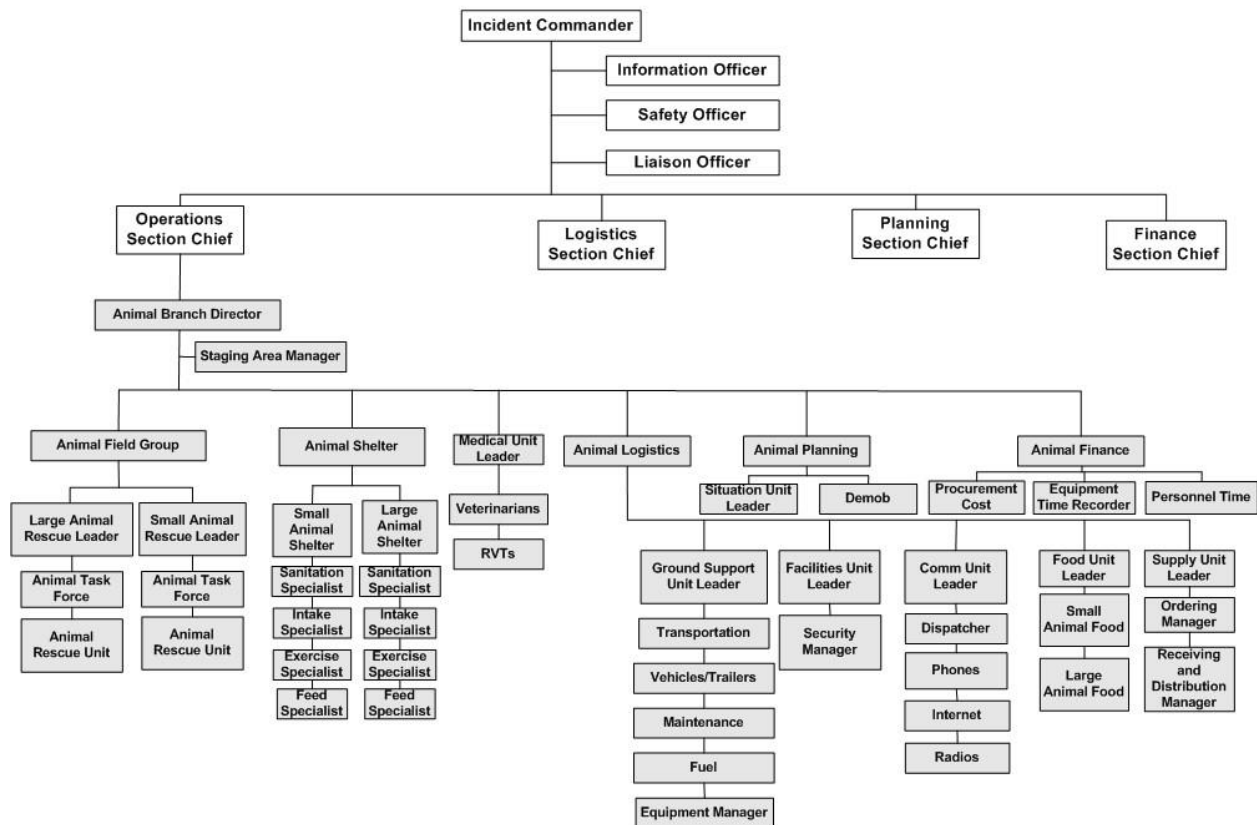 Incident Commander
Information Officer
Safety Officer
Liaison Officer
Operations
Section Chief
Logistics
Section Chief
Planning
Section Chief
Finance
Section Chief
Animal Branch Director
Staging Area Manager
Animal Field Group
Animal Shelter
Medical Unit
Leader
Animal Logistics
Animal Planning
Animal Finance
Large Animal
Rescue Leader
Small Animal
Rescue Leader
Animal Task
Force
Animal Task
Force
Animal
Rescue Unit
Animal
Rescue Unit
Small
Animal
Shelter
Large
Animal
Shelter
Sanitation
Specialist
Sanitation
Specialist
Intake
Specialist
Intake
Specialist
Exercise
Specialist
Exercise
Specialist
Feed
Specialist
Feed
Specialist
Veterinarians
RVTs
Situation Unit
Leader
Demob
Procurement
Cost
Equipment
Time Recorder
Personnel Time
Ground Support
Unit Leader
Transportation
Vehicles/Trailers
Maintenance
Fuel
Equipment Manager
Facilities Unit
Leader
Security
Manager
Comm Unit
Leader
Dispatcher
Phones
Internet
Radios
Food Unit
Leader
Small
Animal Food
Large
Animal Food
Supply Unit
Leader
Ordering
Manager
Receiving and
Distribution
Manager